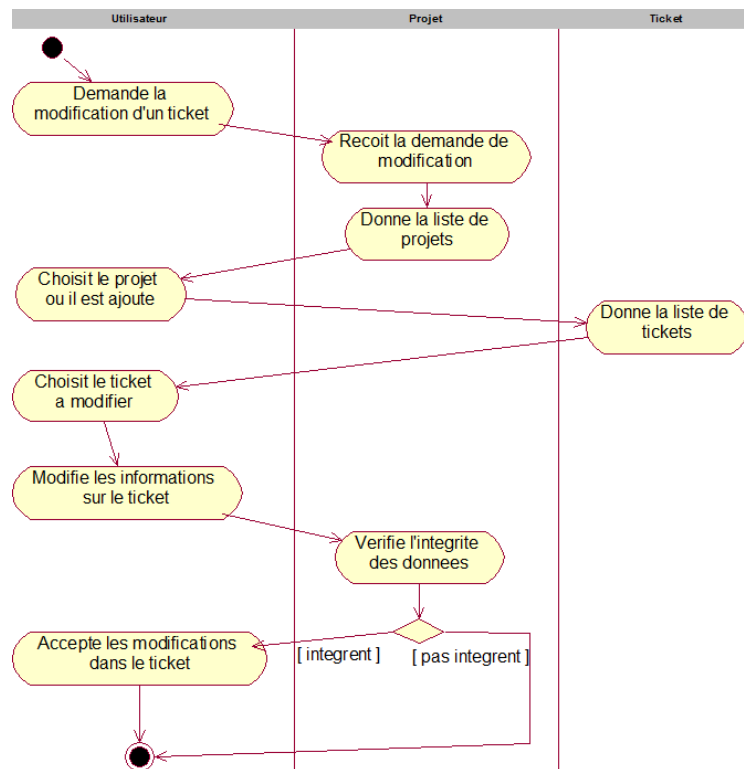 Utilisateur
Projet
Ticket
Demande la
modification d'un ticket
Recoit la demande de
modification
Donne la liste de
projets
Choisit le projet
ou il est ajoute
Donne la liste de
tickets
Choisit le ticket
a modifier
Modifie les informations
sur le ticket
Verifie l'integrite
des donnees
Accepte les modifications
dans le ticket
[ integrent ]
[ pas integrent ]